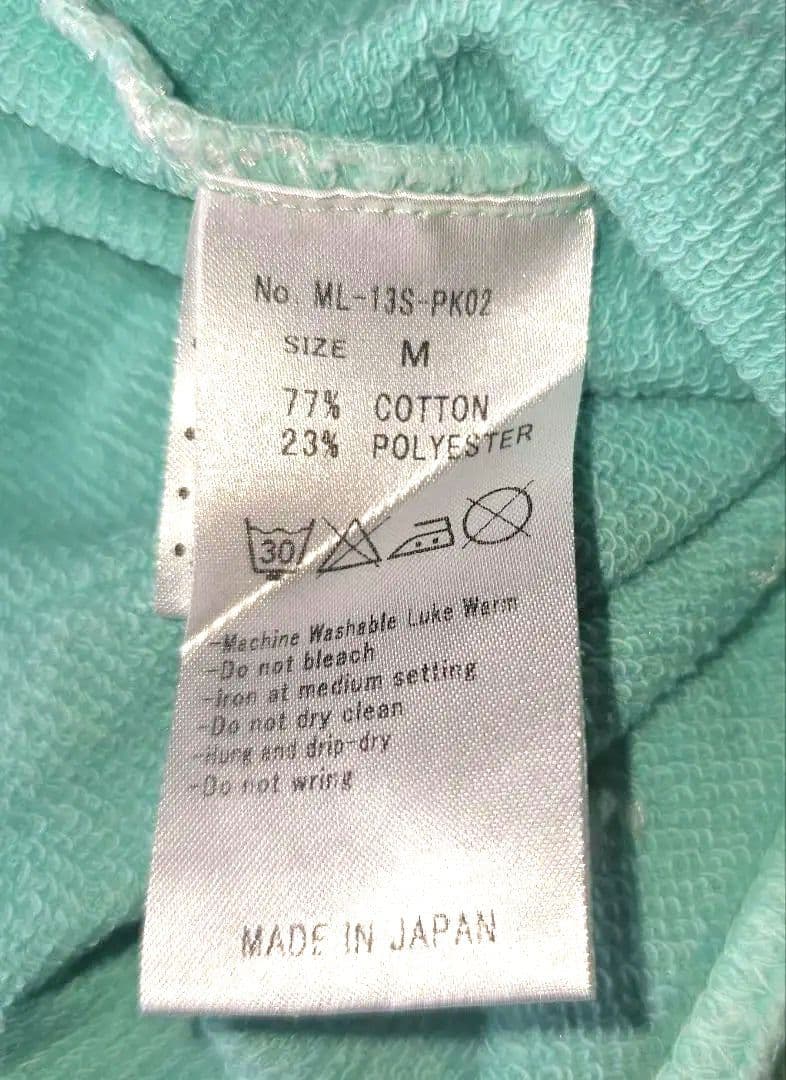 No. ML-13S-PK02
SIZE M
77% COTTON
23% POLYESTER
30
-Machine Washable Luke Warm
-Do not bleach
-Iron at medium setting
-Do not dry clean
-Hung and drip-dry
-Do not wring
MADE IN JAPAN